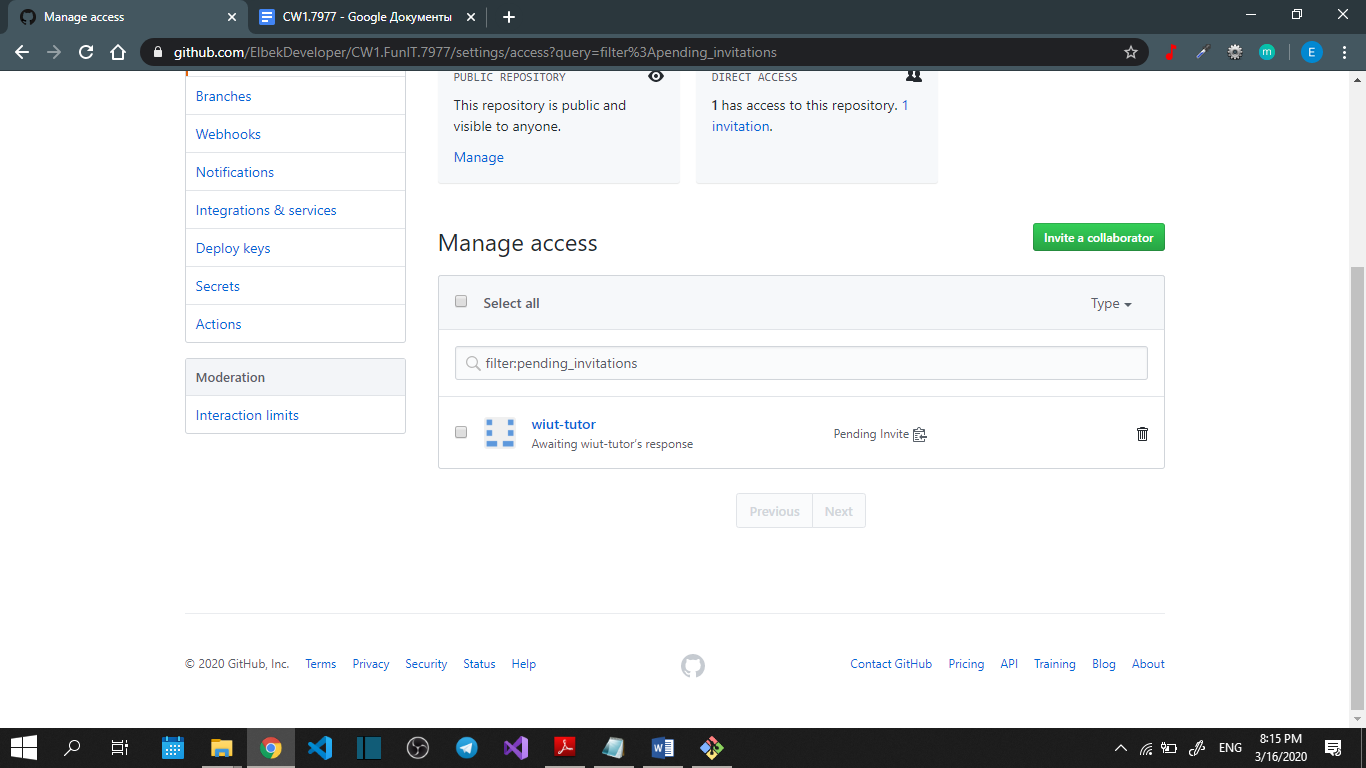 Manage access
CW1.7977 - Google Документы
github.com/ElbekDeveloper/CW1.FunIT.7977/settings/access?query=filter%3Apending_invitations
E
m
Branches
Webhooks
Notifications
Integrations & services
Deploy keys
Secrets
Actions
Moderation
Interaction limits
PUBLIC REPOSITORY
This repository is public and
visible to anyone.
Manage
DIRECT ACCESS
1 has access to this repository. 1
invitation.
Manage access
Invite a collaborator
Select all
Type
filter:pending_invitations
wiut-tutor
Awaiting wiut-tutor's response
Pending Invite
Previous
Next
© 2020 GitHub, Inc.
Terms
Privacy
Security
Status
Help
Contact GitHub
Pricing
API
Training
Blog
About
ENG
8:15 PM
3/16/2020